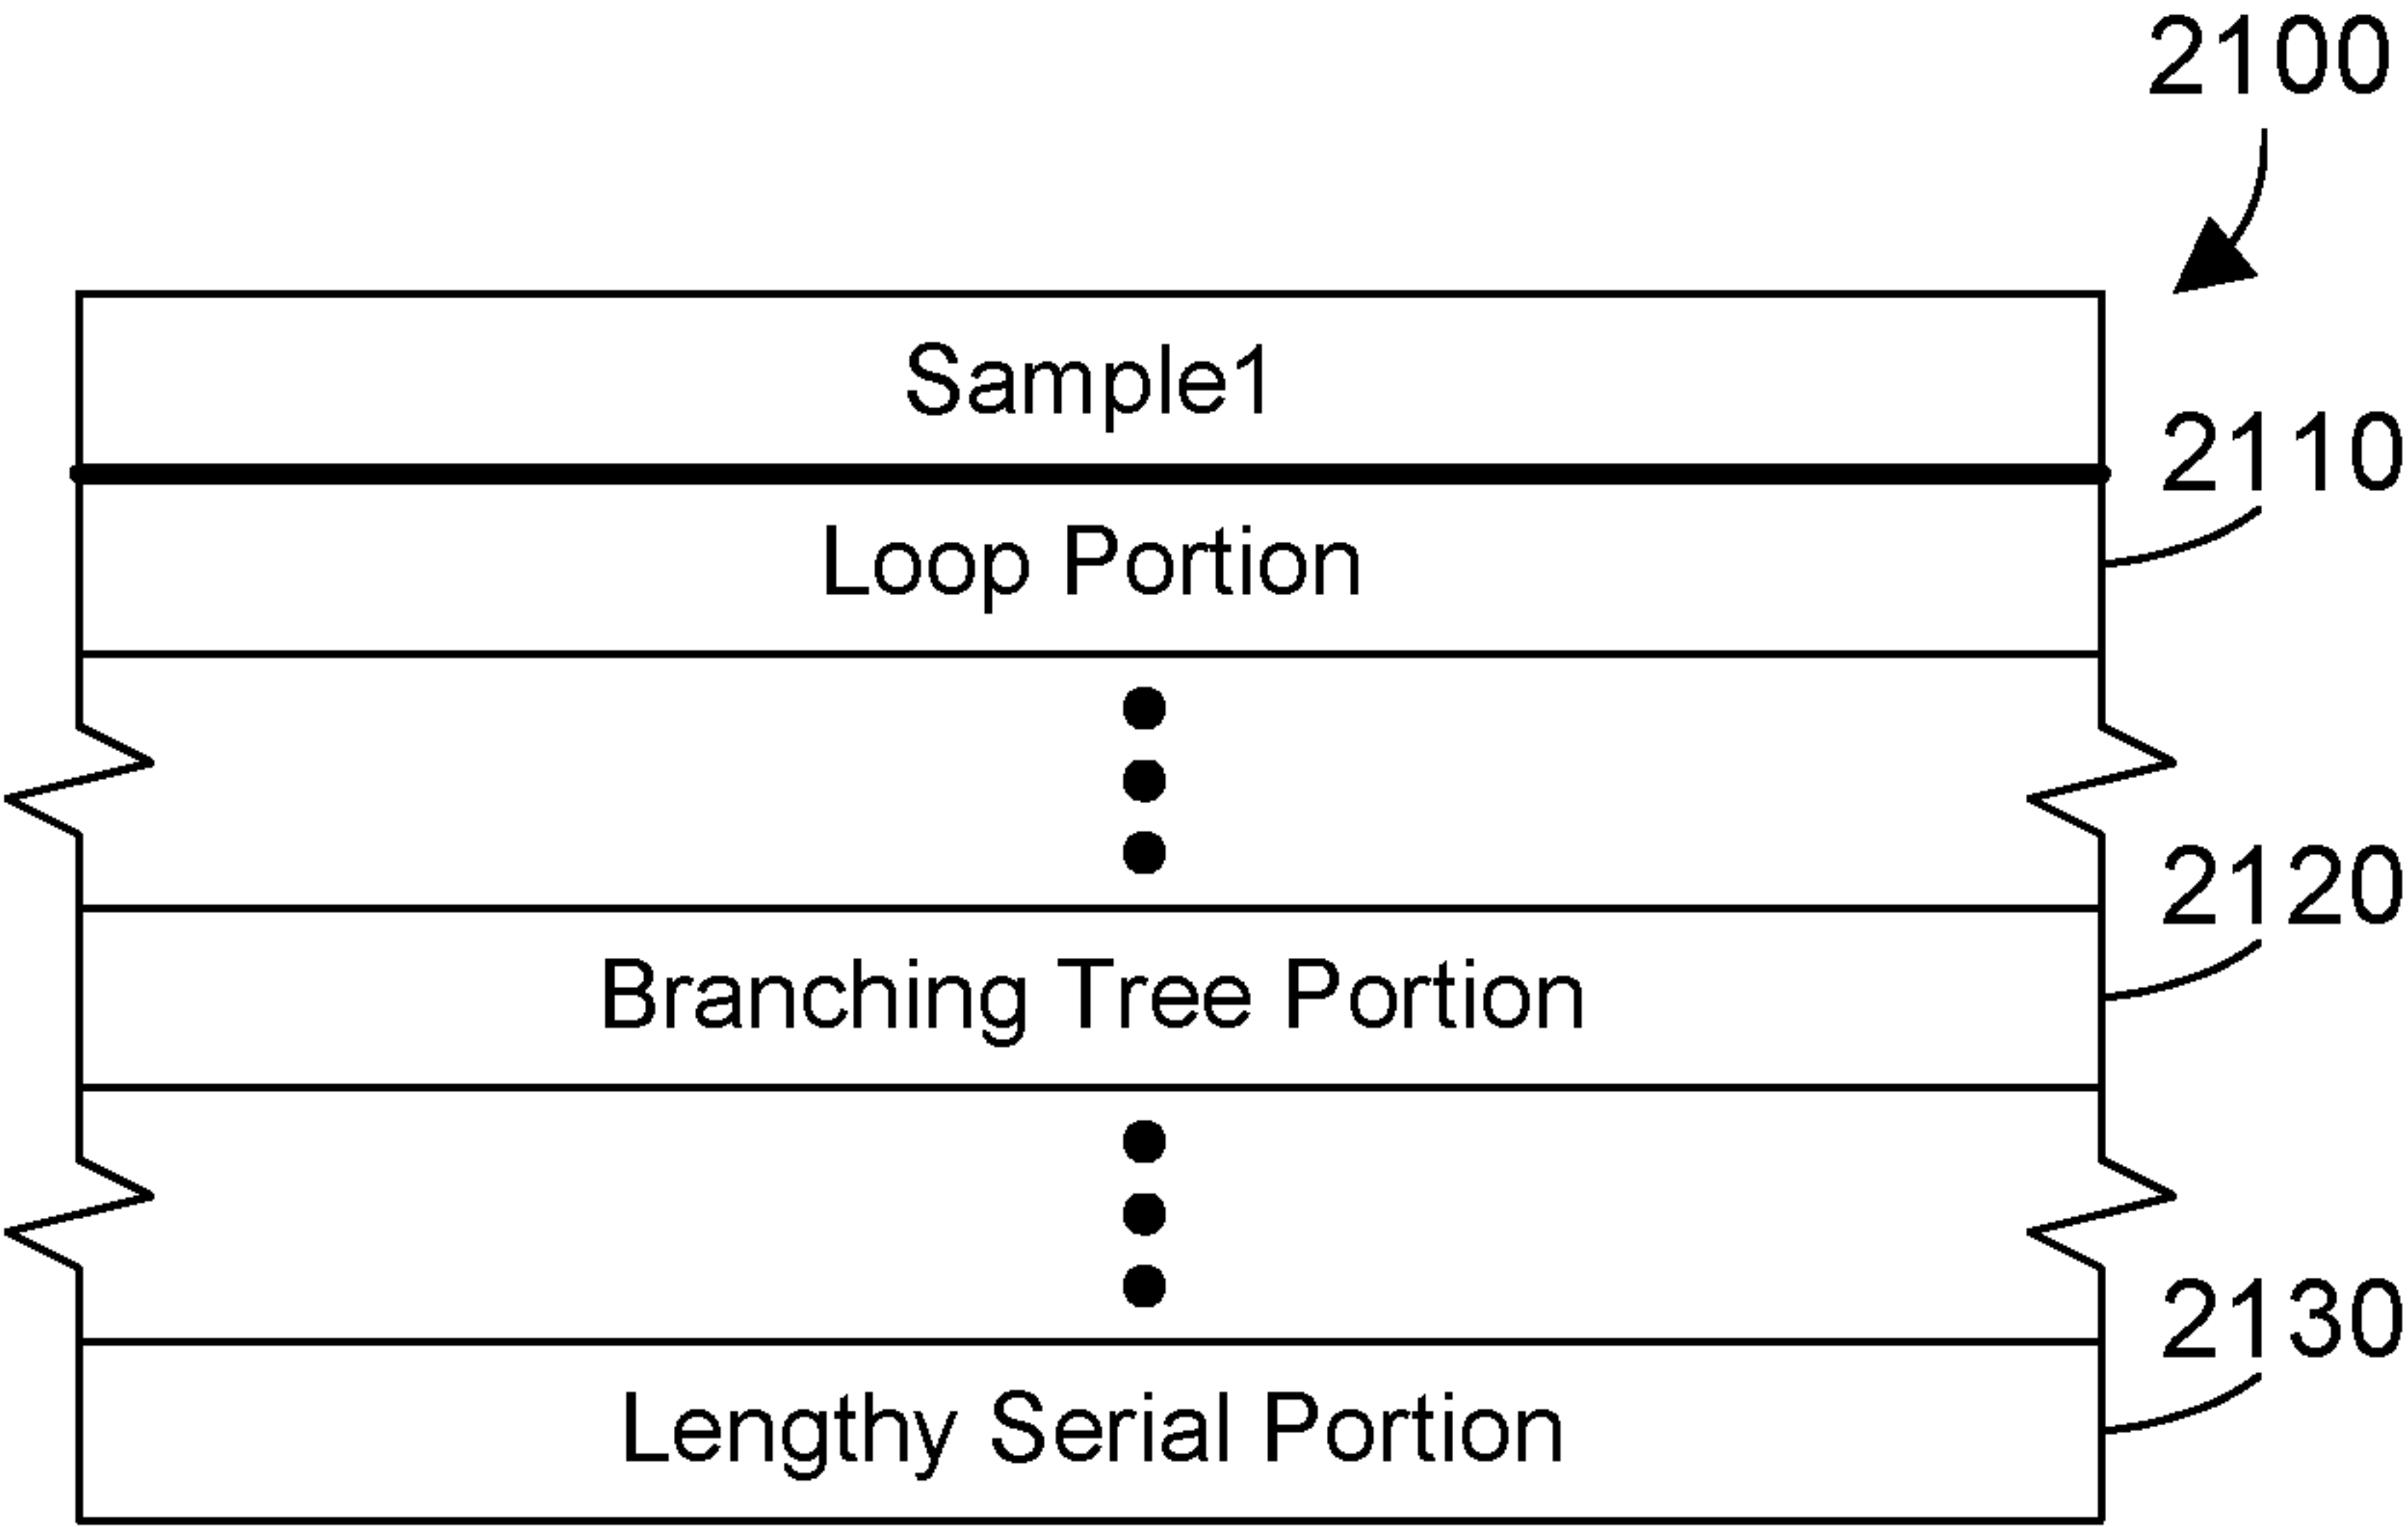 2100
Sample1
2110
Loop Portion
2120
Branching Tree Portion
2130
Lengthy Serial Portion